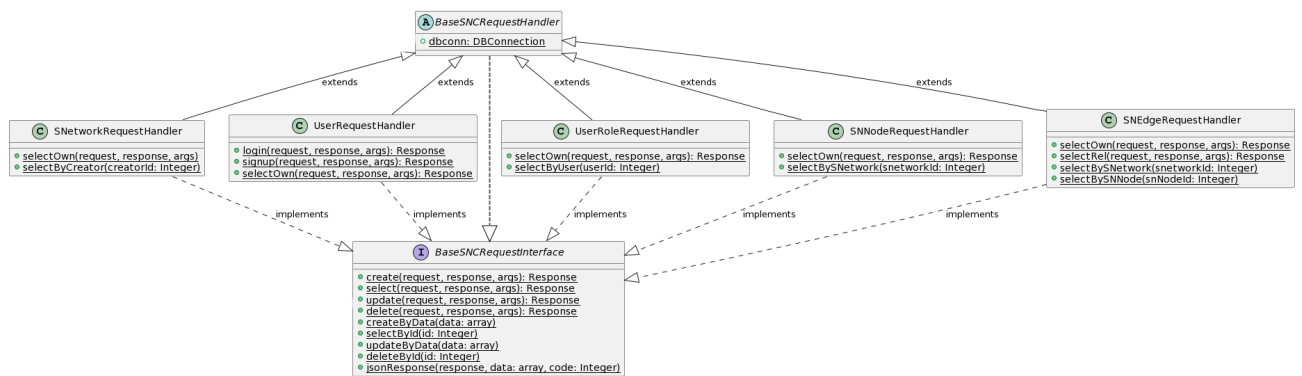 A BaseSNCRequestHandler
dbconn: DBConnection
extends
extends
extends
extends
extends
C SNetworkRequestHandler
selectOwn(request, response, args)
selectByCreator(creatorId: Integer)
C UserRequestHandler
login(request, response, args): Response
signup(request, response, args): Response
selectOwn(request, response, args): Response
C UserRoleRequestHandler
selectOwn(request, response, args): Response
selectByUser(userId: Integer)
C SNNodeRequestHandler
selectOwn(request, response, args): Response
selectBySNetwork(snetworkId: Integer)
C SNEdgeRequestHandler
selectOwn(request, response, args): Response
selectRel(request, response, args): Response
selectBySNetwork(snetworkId: Integer)
selectBySNNode(snNodeId: Integer)
implements
implements
implements
implements
implements
I BaseSNCRequestInterface
create(request, response, args): Response
select(request, response, args): Response
update(request, response, args): Response
delete(request, response, args): Response
createByData(data: array)
selectById(id: Integer)
updateByData(data: array)
deleteById(id: Integer)
jsonResponse(response, data: array, code: Integer)